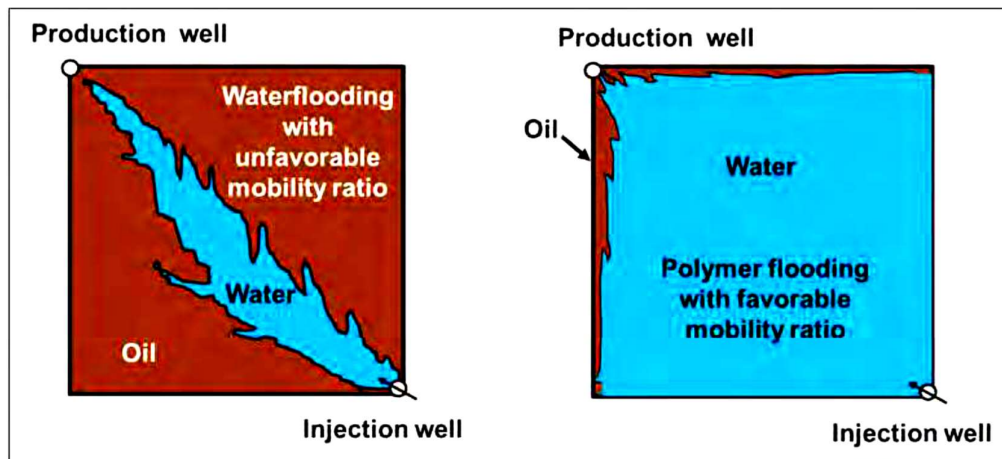 Production well
Waterflooding
with
unfavorable
mobility ratio
Water
Oil
Injection well
Production well
Oil
Water
Polymer flooding
with favorable
mobility ratio
Injection well